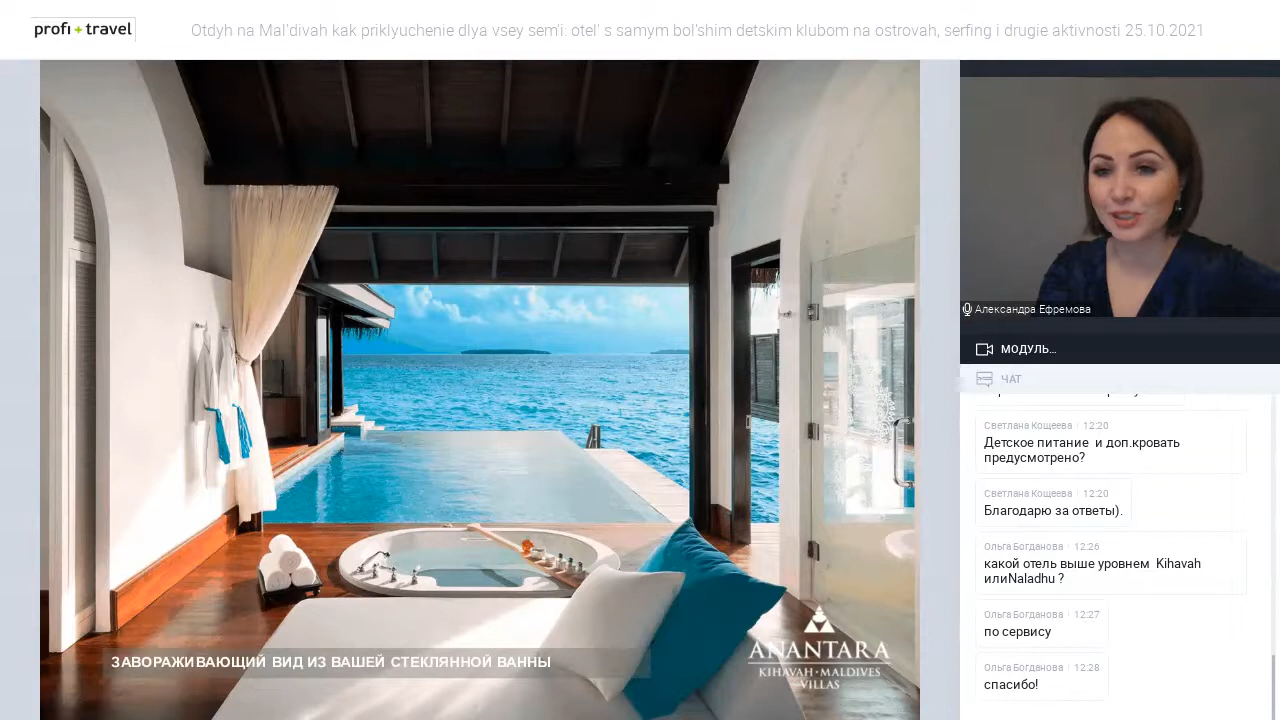 profi + travel
Otdyh na Mal'divah kak priklyuchenie dlya vsey sem'i: otel' s samym bol'shim detskim klubom na ostrovah, serfing i drugie aktivnosti 25.10.2021
Александра Ефремова
МОДУЛЬ...
ЧАТ
Светлана Кощеева 12:20
Детское питание и доп.кровать
предусмотрено?
Светлана Кощеева 12:20
Благодарю за ответы).
Ольга Богданова 12:26
какой отель выше уровнем Kihavah
илиNaladhu ?
Ольга Богданова 12:27
по сервису
Ольга Богданова 12:28
спасибо!
ЗАВОРАЖИВАЮЩИЙ ВИД ИЗ ВАШЕЙ СТЕКЛЯННОЙ ВАННЫ
ANANTARA
KIHAVAH · MALDIVES
VILLAS